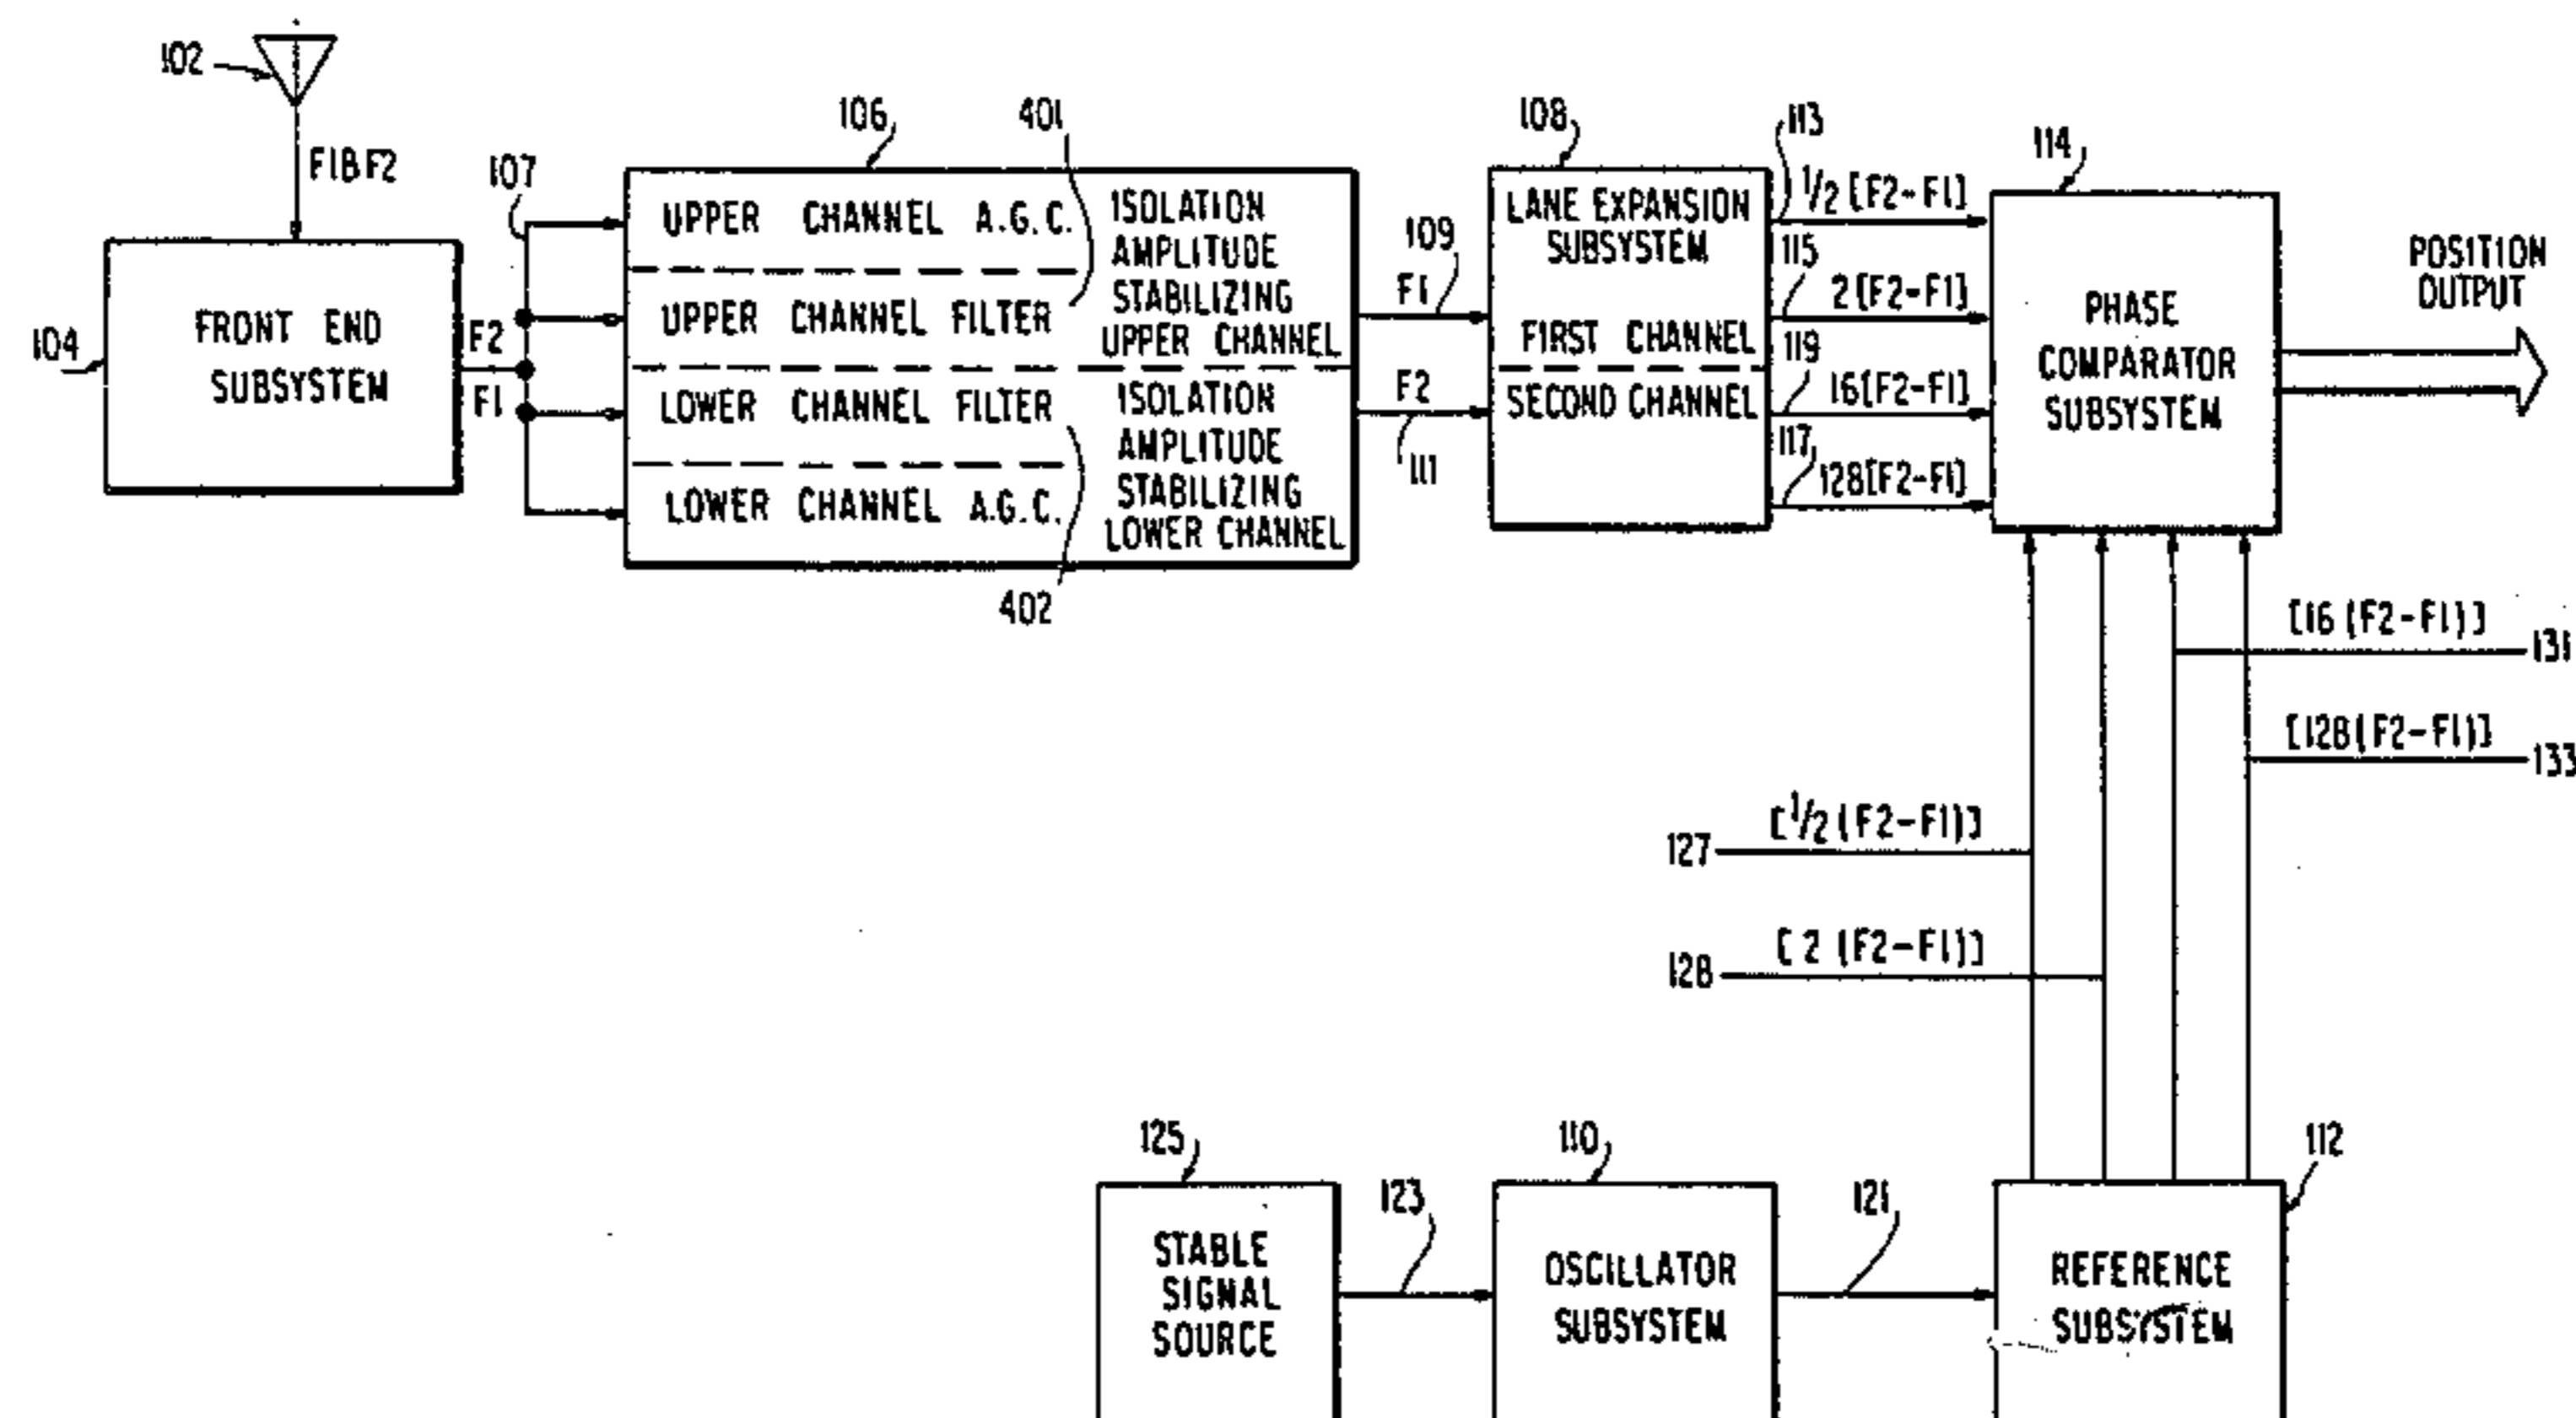 102
F1&F2
104
FRONT END
SUBSYSTEM
F2
F1
107
106
401
UPPER CHANNEL A.G.C.
UPPER CHANNEL FILTER
ISOLATION
AMPLITUDE
STABILIZING
UPPER CHANNEL
LOWER CHANNEL FILTER
LOWER CHANNEL A.G.C.
ISOLATION
AMPLITUDE
STABILIZING
LOWER CHANNEL
402
F1
109
F2
111
108
LANE EXPANSION
SUBSYSTEM
FIRST CHANNEL
SECOND CHANNEL
113
1/2 [F2-F1]
115
2[F2-F1]
119
16[F2-F1]
117
128[F2-F1]
114
PHASE
COMPARATOR
SUBSYSTEM
POSITION
OUTPUT
[16 (F2-F1)]
131
[128(F2-F1)]
133
127
[1/2 (F2-F1)]
128
[2 (F2-F1)]
125
STABLE
SIGNAL
SOURCE
123
110
OSCILLATOR
SUBSYSTEM
121
112
REFERENCE
SUBSYSTEM